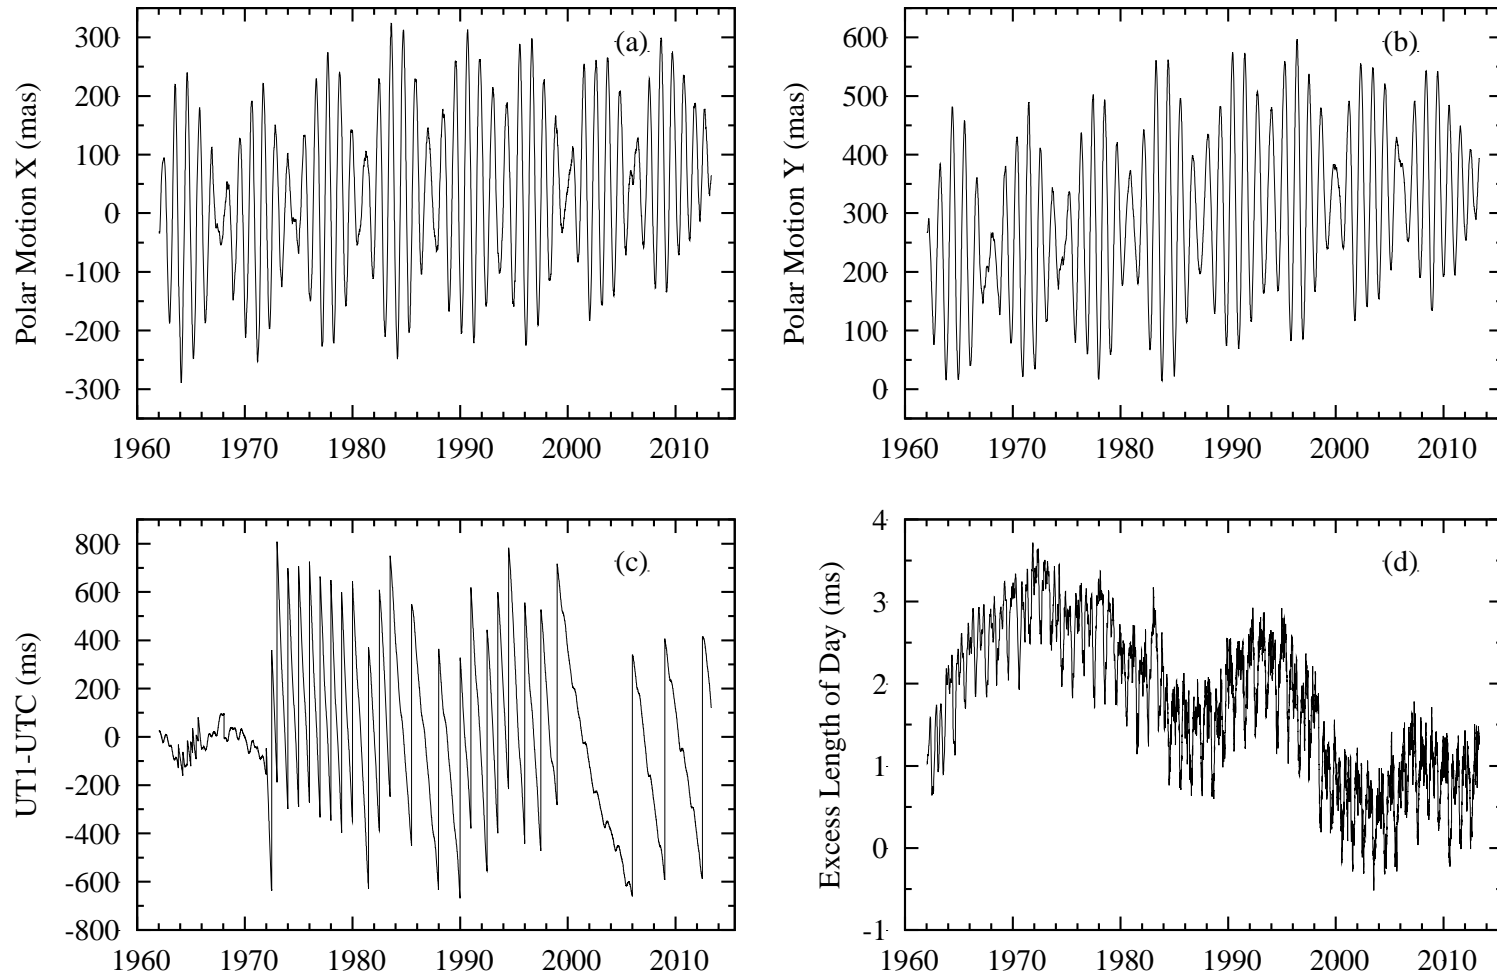 (a)
Polar Motion X (mas)
300
200
100
0
-100
-200
-300
1960 1970 1980 1990 2000 2010
(b)
Polar Motion Y (mas)
600
500
400
300
200
100
0
1960 1970 1980 1990 2000 2010
(c)
UT1-UTC (ms)
800
600
400
200
0
-200
-400
-600
-800
1960 1970 1980 1990 2000 2010
(d)
Excess Length of Day (ms)
4
3
2
1
0
-1
1960 1970 1980 1990 2000 2010